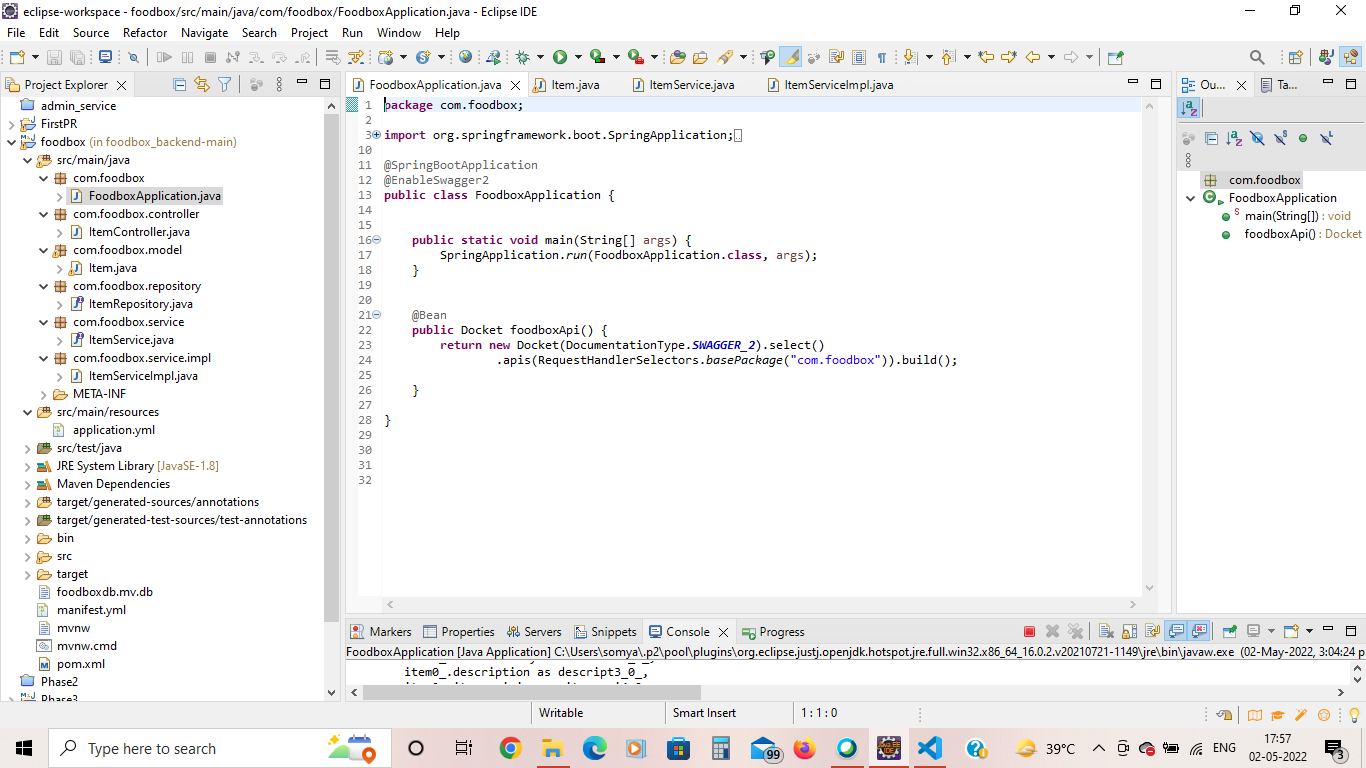 eclipse-workspace - foodbox/src/main/java/com/foodbox/FoodboxApplication.java - Eclipse IDE
File Edit Source Refactor Navigate Search Project Run Window Help
Project Explorer
admin_service
FirstPR
foodbox (in foodbox_backend-main)
src/main/java
com.foodbox
FoodboxApplication.java
com.foodbox.controller
ItemController.java
com.foodbox.model
Item.java
com.foodbox.repository
ItemRepository.java
com.foodbox.service
ItemService.java
com.foodbox.service.impl
ItemServiceImpl.java
META-INF
src/main/resources
application.yml
src/test/java
JRE System Library [JavaSE-1.8]
Maven Dependencies
target/generated-sources/annotations
target/generated-test-sources/test-annotations
bin
src
target
foodboxdb.mv.db
manifest.yml
mvnw
mvnw.cmd
pom.xml
Phase2
Phase3
FoodboxApplication.java Item.java ItemService.java ItemServiceImpl.java
1 package com.foodbox;
2
3 import org.springframework.boot.SpringApplication;
10
11 @SpringBootApplication
12 @EnableSwagger2
13 public class FoodboxApplication {
14
15
16 public static void main(String[] args) {
17 SpringApplication.run(FoodboxApplication.class, args);
18 }
19
20
21 @Bean
22 public Docket foodboxApi() {
23 return new Docket(DocumentationType.SWAGGER_2).select()
24 .apis(RequestHandlerSelectors.basePackage("com.foodbox")).build();
25
26 }
27
28 }
29
30
31
32
Ou... Ta...
com.foodbox
FoodboxApplication
main(String[]) : void
foodboxApi() : Docket
Markers Properties Servers Snippets Console Progress
FoodboxApplication [Java Application] C:\Users\somya\.p2\pool\plugins\org.eclipse.justj.openjdk.hotspot.jre.full.win32.x86_64_16.0.2.v20210721-1149\jre\bin\javaw.exe (02-May-2022, 3:04:24 p
item0_.description as descript3_0_,
Writable Smart Insert 1 : 1 : 0
Type here to search
99
39°C
ENG
17:57
02-05-2022
3